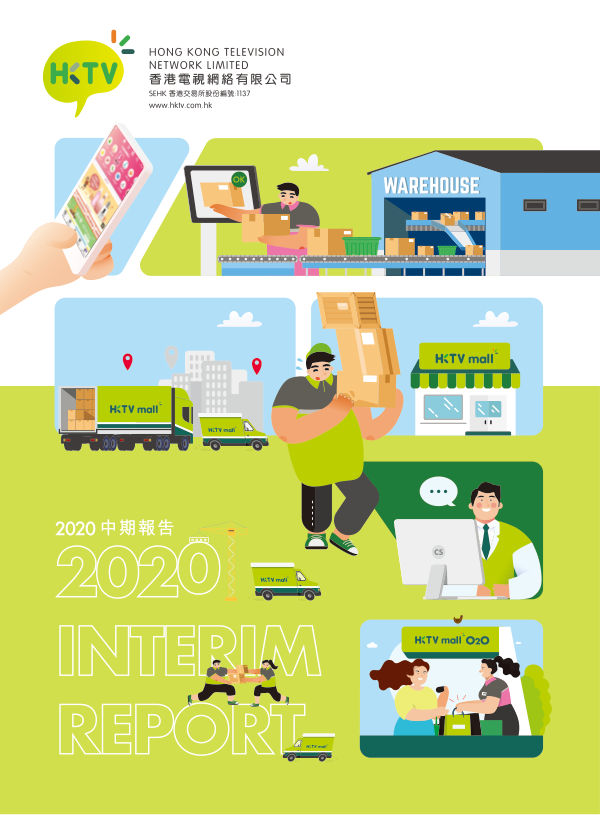 HKTV
HONG KONG TELEVISION
NETWORK LIMITED
香港電視網絡有限公司
SEHK 香港交易所股份編號 1137
www.hktv.com.hk
OK
WAREHOUSE
HKTV mall
HKTV mall
HKTV mall
CS
2020 中期報告
2020
HKTV mall
INTERIM
HKTV mall O2O
REPORT
HKTV mall